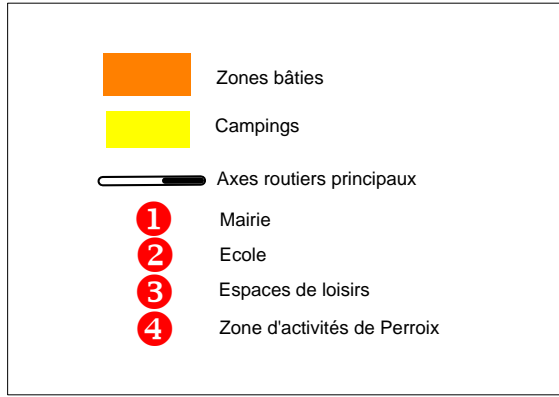 Zones bâties
Campings
Axes routiers principaux
1 Mairie
2 Ecole
3 Espaces de loisirs
4 Zone d'activités de Perroix